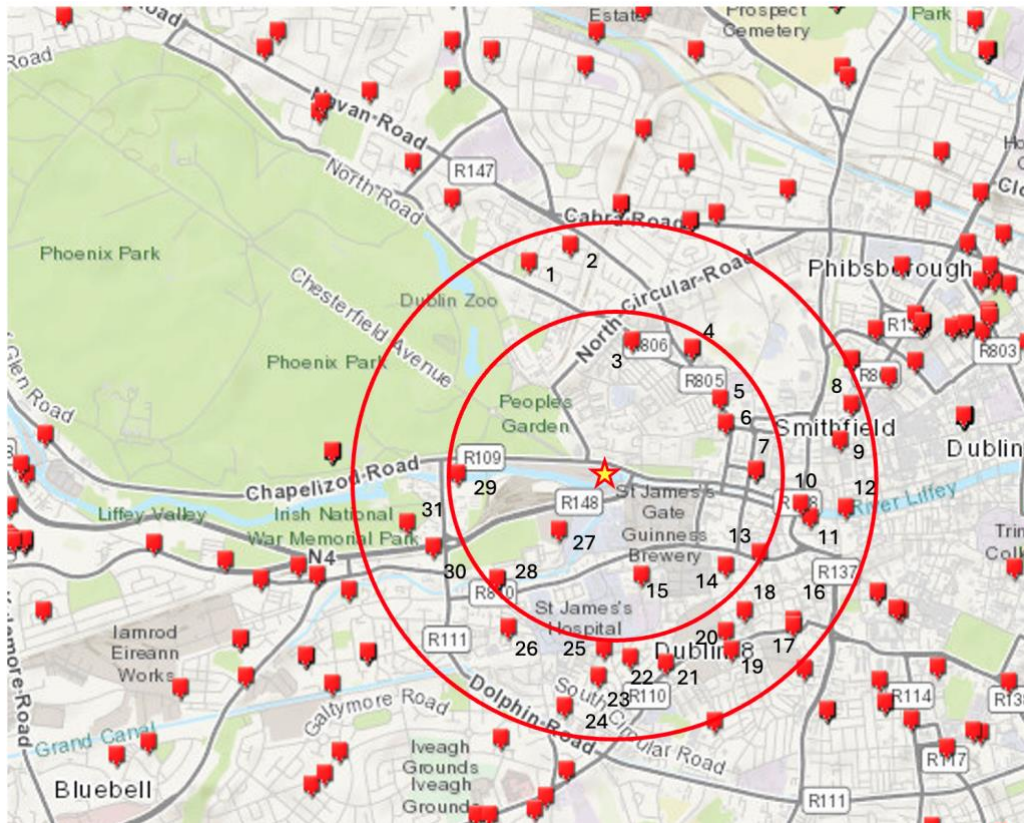 Estate
Prospect
Cemetery
Park
Road
Road
Navan-Road
R147
North Road
Cabra-Road
Phoenix Park
Phibsborough
2
1
Chesterfield Avenue
Dublin Zoo
North-Circular-Road
4
R803
Phoenix Park
3
R805
8
Glen Road
5
Peoples
Garden
6
Smithfield
9
Dublin
7
R109
10
12
Chapelizod-Road
29
R148
River Liffey
St James's
Gate
Guinness
Brewery
Liffey Valley
Irish National
War Memorial Park
31
11
27
13
N4
R137
30
28
15
14
18
16
St James's
Hospital
Iarnrod
Eireann
Works
R111
26
25
20
17
22
21
19
23
R110
R114
24
Dolphin-Road
South Circular Road
Galtymore Road
Grand Canal
Iveagh
Grounds
Iveagh
Bluebell
R111